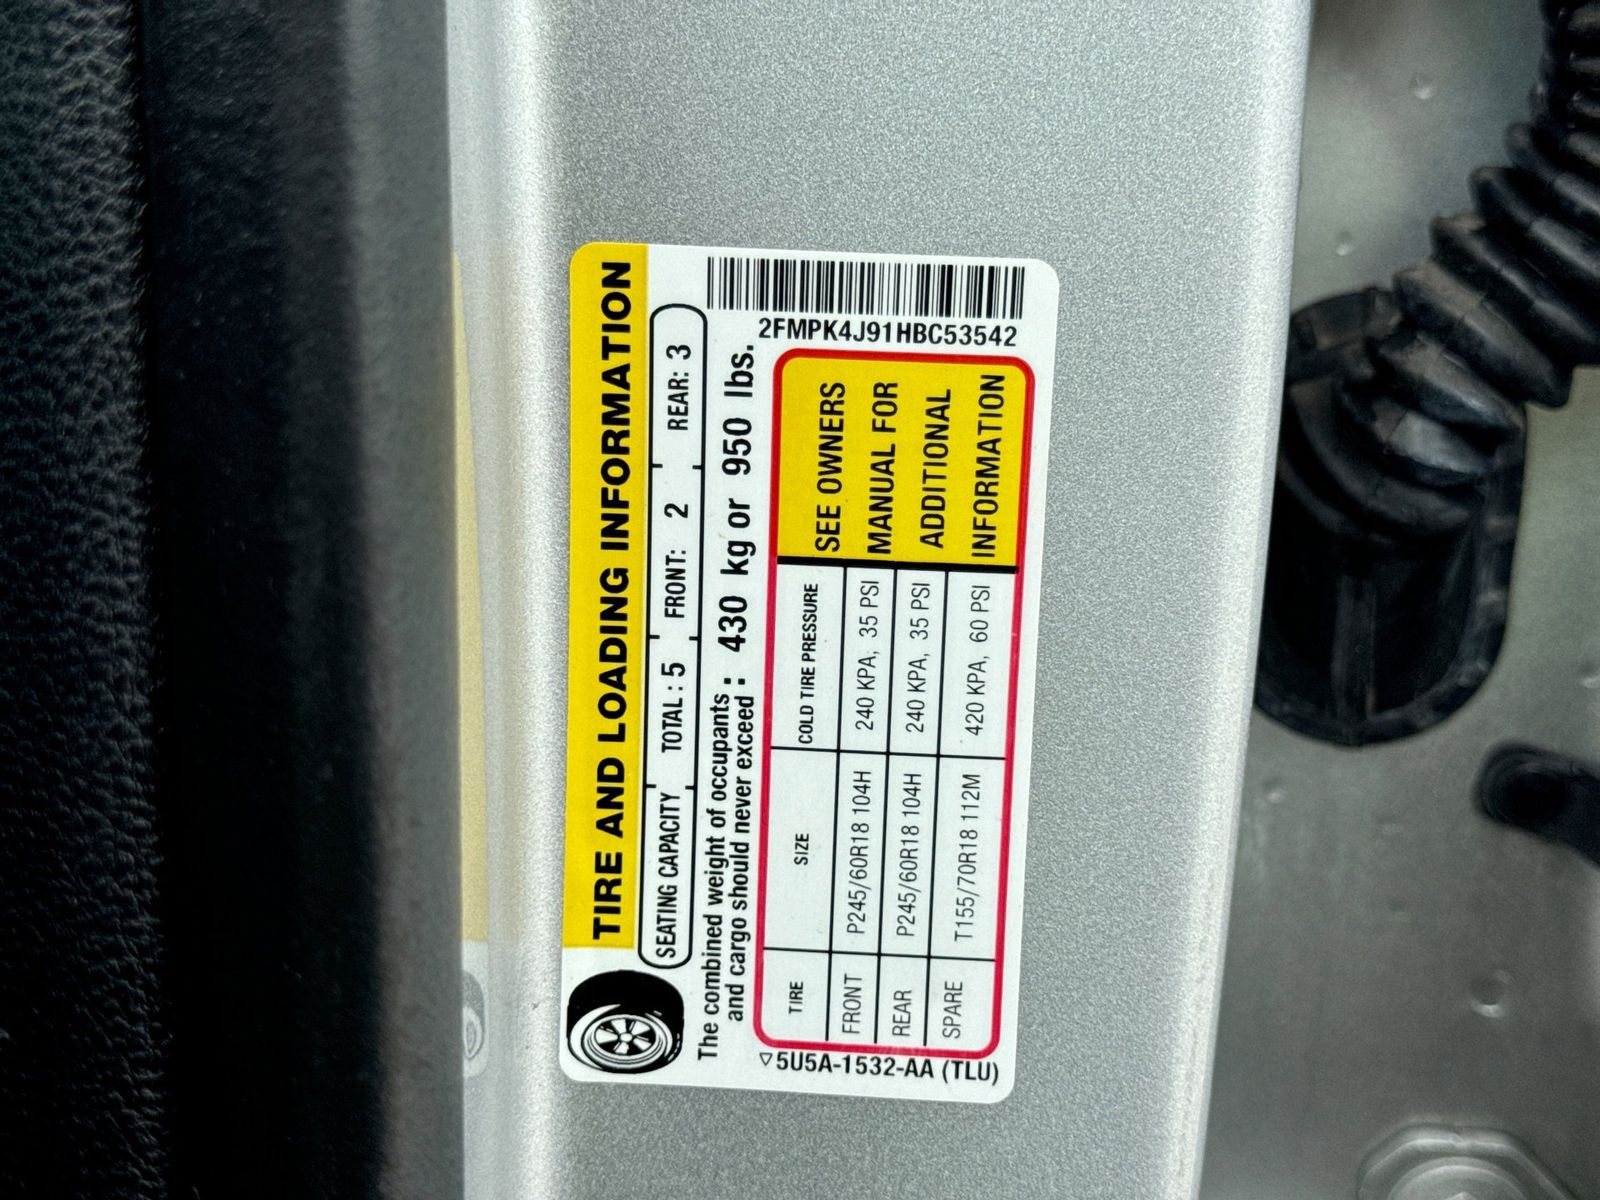 TIRE AND LOADING INFORMATION
SEATING CAPACITY TOTAL : 5 FRONT: 2 REAR: 3
The combined weight of occupants
and cargo should never exceed : 430 kg or 950 lbs.
2FMPK4J91HBC53542
TIRE SIZE COLD TIRE PRESSURE
FRONT P245/60R18 104H 240 KPA, 35 PSI
REAR P245/60R18 104H 240 KPA, 35 PSI
SPARE T155/70R18 112M 420 KPA, 60 PSI
SEE OWNERS
MANUAL FOR
ADDITIONAL
INFORMATION
▽5U5A-1532-AA (TLU)